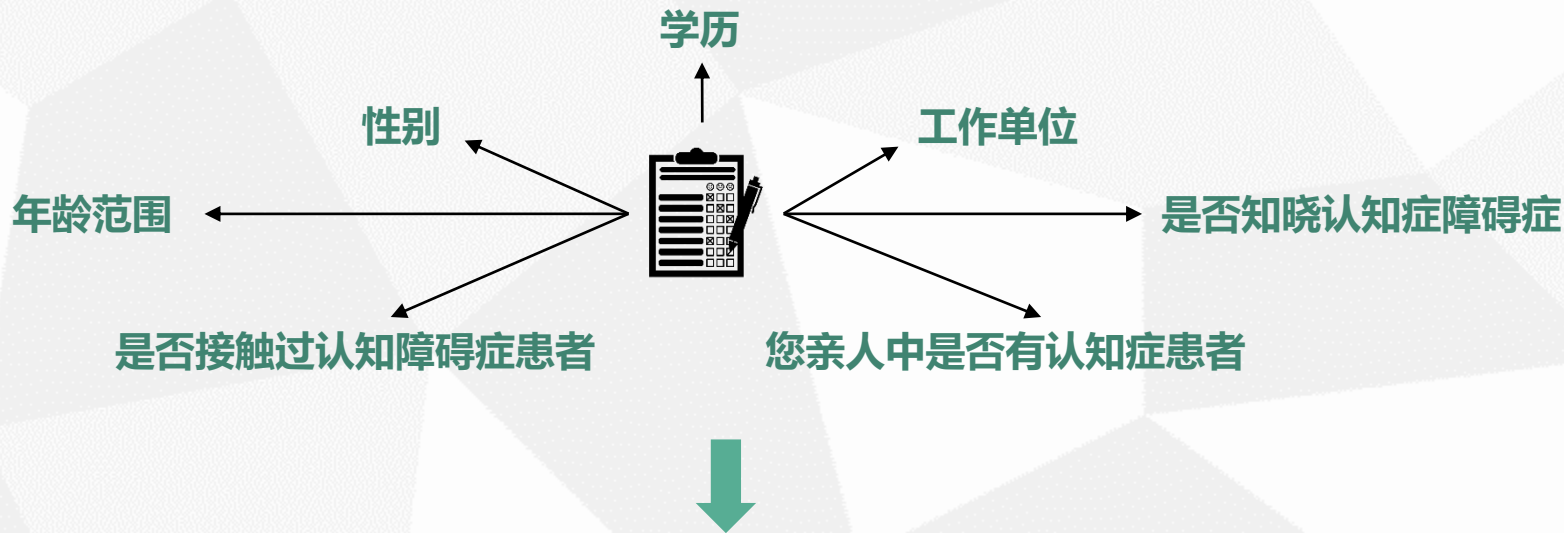 学历
性别
工作单位
年龄范围
是否知晓认知症障碍症
是否接触过认知障碍症患者
您亲人中是否有认知症患者